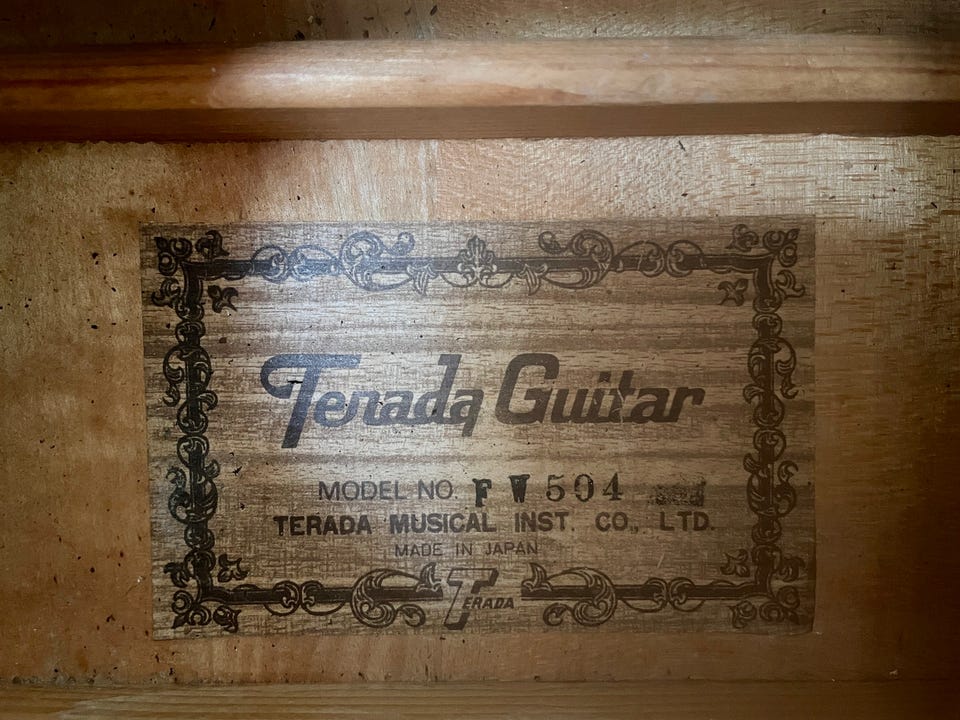 Terada Guitar
MODEL NO. FW504
TERADA MUSICAL INST. CO., LTD.
MADE IN JAPAN
TERADA